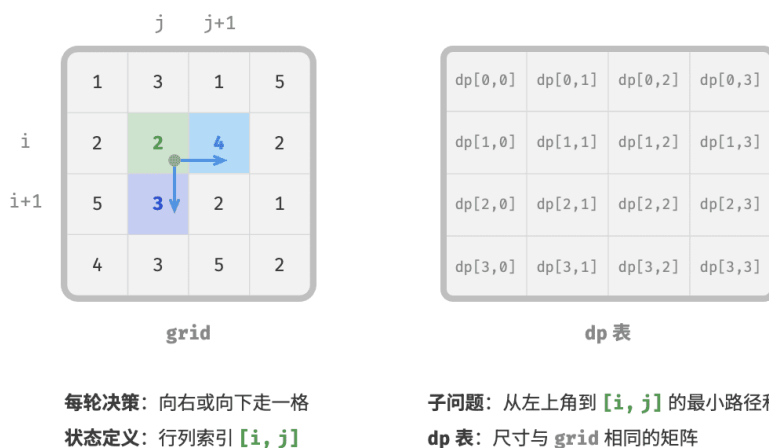 j j+1
1 3 1 5
i 2 2 4 2
i+1 5 3 2 1
4 3 5 2
grid
dp[0,0] dp[0,1] dp[0,2] dp[0,3]
dp[1,0] dp[1,1] dp[1,2] dp[1,3]
dp[2,0] dp[2,1] dp[2,2] dp[2,3]
dp[3,0] dp[3,1] dp[3,2] dp[3,3]
dp 表
每轮决策：向右或向下走一格
状态定义：行列索引 [i, j]
子问题：从左上角到 [i, j] 的最小路径和
dp 表：尺寸与 grid 相同的矩阵